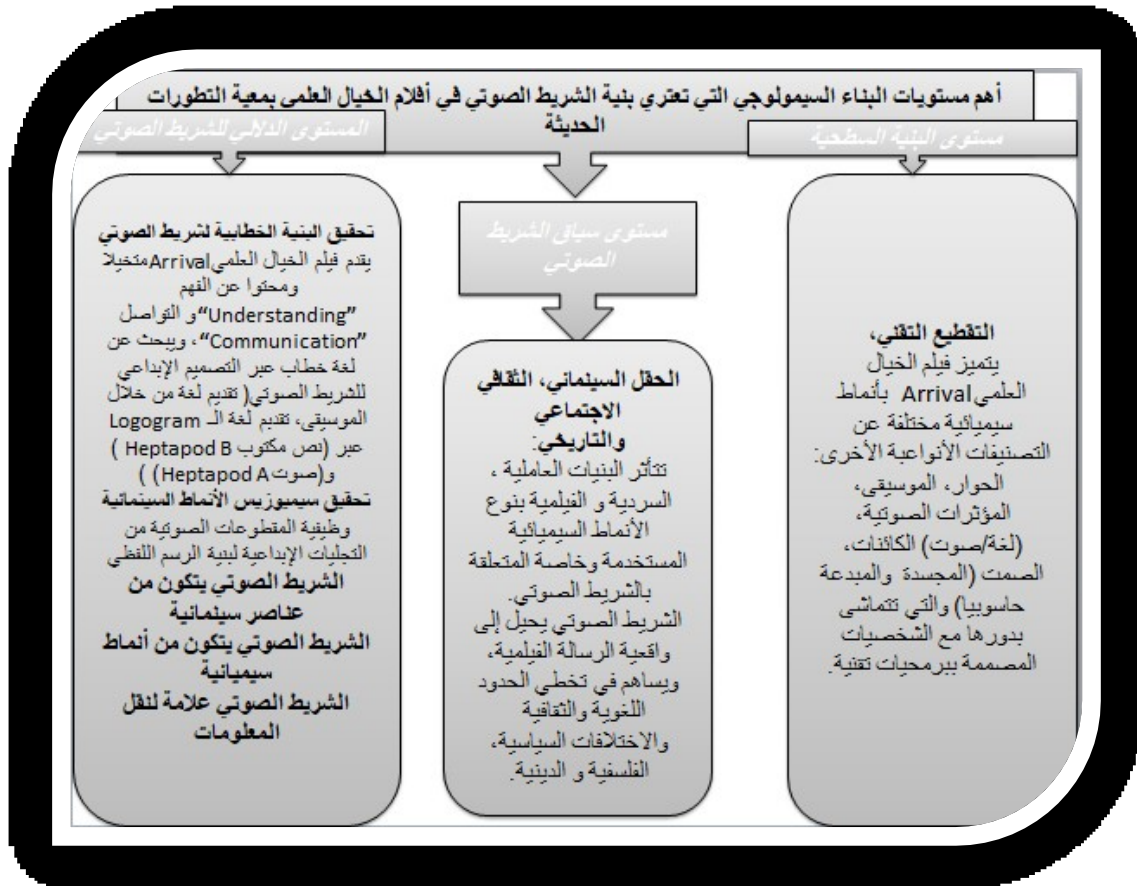 أهم مستويات البناء السيمولوجي التي تعتري بنية الشريط الصوتي في أفلام الخيال العلمي بمعية التطورات
الحديثة
مستوى البنية السطحية
التقطيع التقني،
يتميز فيلم الخيال
العلمي Arrival بأنماط
سيميائية مختلفة عن
التصنيفات الأنواعية الأخرى:
الحوار، الموسيقى،
المؤثرات الصوتية،
(لغة/صوت) الكائنات،
الصمت (المجسدة والمبدعة
حاسوبيا) والتي تتماشى
بدورها مع الشخصيات
المصممة ببرمجيات تقنية.
مستوى سياق الشريط
الصوتي
الحقل السينمائي، الثقافي
الاجتماعي
والتاريخي:
تتأثر البنيات العاملية ،
السردية و الفيلمية بنوع
الأنماط السيميائية
المستخدمة وخاصة المتعلقة
بالشريط الصوتي.
الشريط الصوتي يحيل إلى
واقعية الرسالة الفيلمية،
ويساهم في تخطي الحدود
اللغوية والثقافية
والاختلافات السياسية،
الفلسفية و الدينية.
المستوى الدلالي للشريط الصوتي
تحقيق البنية الخطابية لشريط الصوتي
يقدم فيلم الخيال العلمي Arrival متخيلا
ومحتوا عن الفهم
“Understanding” و التواصل
“Communication”، ويبحث عن
لغة خطاب عبر التصميم الإبداعي
للشريط الصوتي( تقديم لغة من خلال
الموسيقى، تقديم لغة الـ Logogram
عبر (نص مكتوب Heptapod B )
و(صوت Heptapod A) )
تحقيق سيميوزيس الأنماط السينمائية
وظيفية المقطوعات الصوتية من
التجليات الإبداعية لبنية الرسم اللفظي
الشريط الصوتي يتكون من
عناصر سينمائية
الشريط الصوتي يتكون من أنماط
سيميائية
الشريط الصوتي علامة لنقل
المعلومات